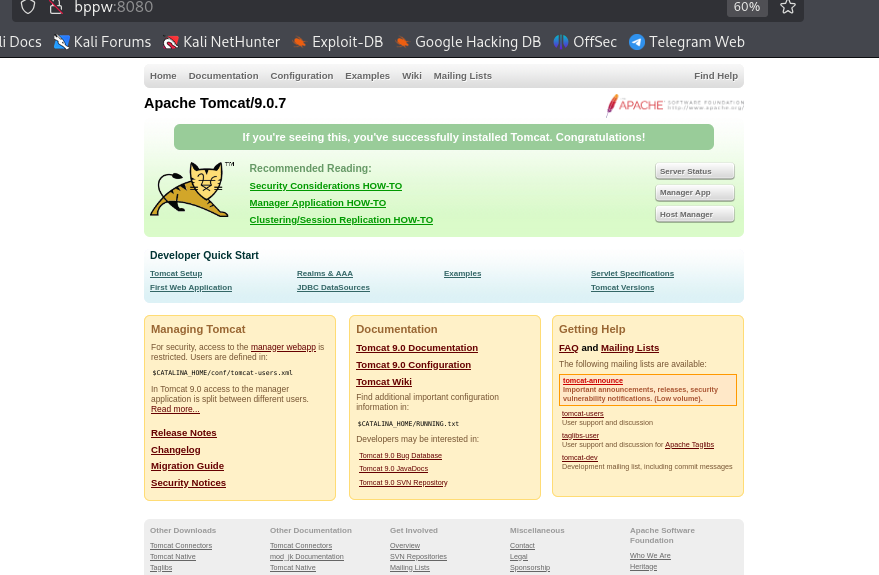 bppw:8080
60%
li Docs Kali Forums Kali NetHunter Exploit-DB Google Hacking DB OffSec Telegram Web
Home Documentation Configuration Examples Wiki Mailing Lists Find Help
Apache Tomcat/9.0.7
APACHE SOFTWARE FOUNDATION
http://www.apache.org/
If you're seeing this, you've successfully installed Tomcat. Congratulations!
TM
Recommended Reading:
Security Considerations HOW-TO
Manager Application HOW-TO
Clustering/Session Replication HOW-TO
Server Status
Manager App
Host Manager
Developer Quick Start
Tomcat Setup
First Web Application
Realms & AAA
JDBC DataSources
Examples
Servlet Specifications
Tomcat Versions
Managing Tomcat
For security, access to the manager webapp is
restricted. Users are defined in:
$CATALINA_HOME/conf/tomcat-users.xml
In Tomcat 9.0 access to the manager
application is split between different users.
Read more...
Release Notes
Changelog
Migration Guide
Security Notices
Documentation
Tomcat 9.0 Documentation
Tomcat 9.0 Configuration
Tomcat Wiki
Find additional important configuration
information in:
$CATALINA_HOME/RUNNING.txt
Developers may be interested in:
Tomcat 9.0 Bug Database
Tomcat 9.0 JavaDocs
Tomcat 9.0 SVN Repository
Getting Help
FAQ and Mailing Lists
The following mailing lists are available:
tomcat-announce
Important announcements, releases, security
vulnerability notifications. (Low volume).
tomcat-users
User support and discussion
taglibs-user
User support and discussion for Apache Taglibs
tomcat-dev
Development mailing list, including commit messages
Other Downloads
Tomcat Connectors
Tomcat Native
Taglibs
Other Documentation
Tomcat Connectors
mod_jk Documentation
Tomcat Native
Get Involved
Overview
SVN Repositories
Mailing Lists
Miscellaneous
Contact
Legal
Sponsorship
Apache Software
Foundation
Who We Are
Heritage